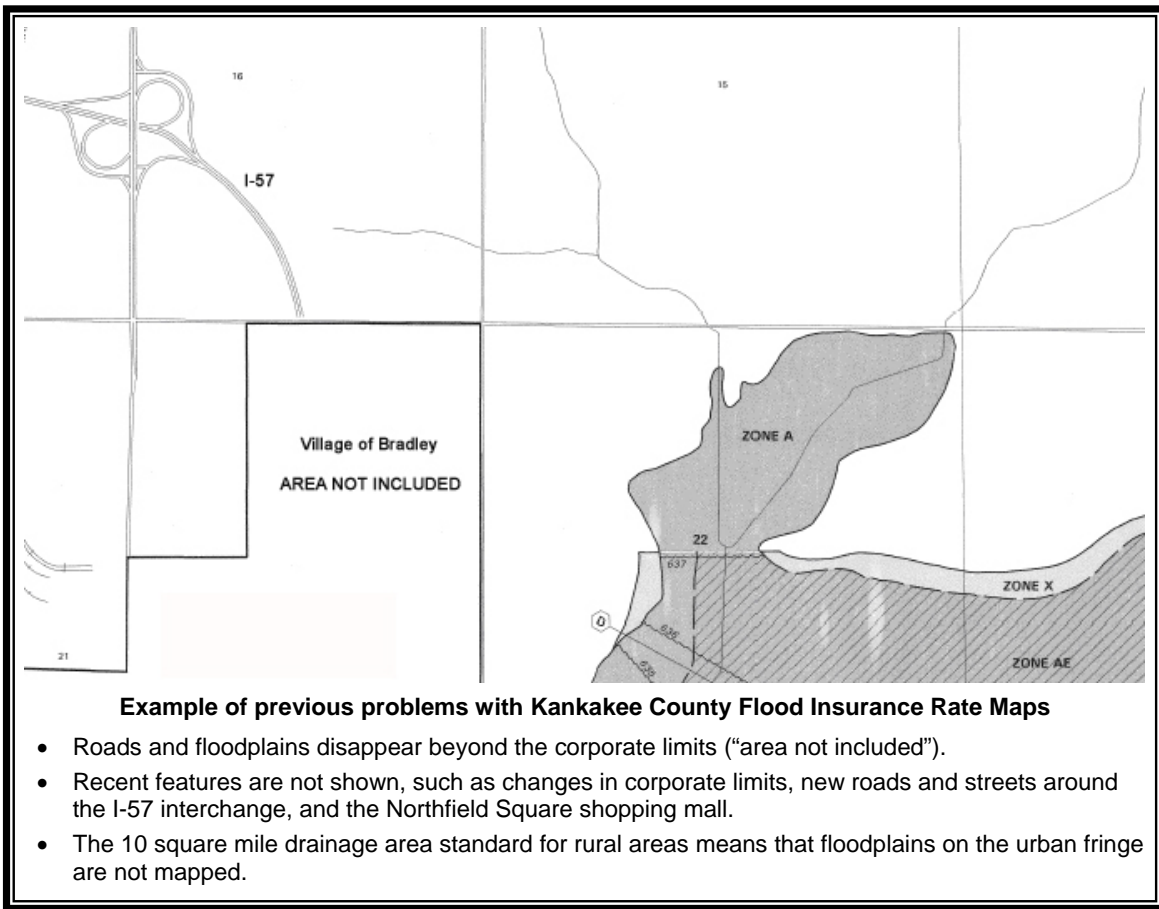 16
15
I-57
ZONE A
Village of Bradley
AREA NOT INCLUDED
22
637
ZONE X
D
636
21
635
ZONE AE
Example of previous problems with Kankakee County Flood Insurance Rate Maps
• Roads and floodplains disappear beyond the corporate limits (“area not included”).
• Recent features are not shown, such as changes in corporate limits, new roads and streets around
the I-57 interchange, and the Northfield Square shopping mall.
• The 10 square mile drainage area standard for rural areas means that floodplains on the urban fringe
are not mapped.